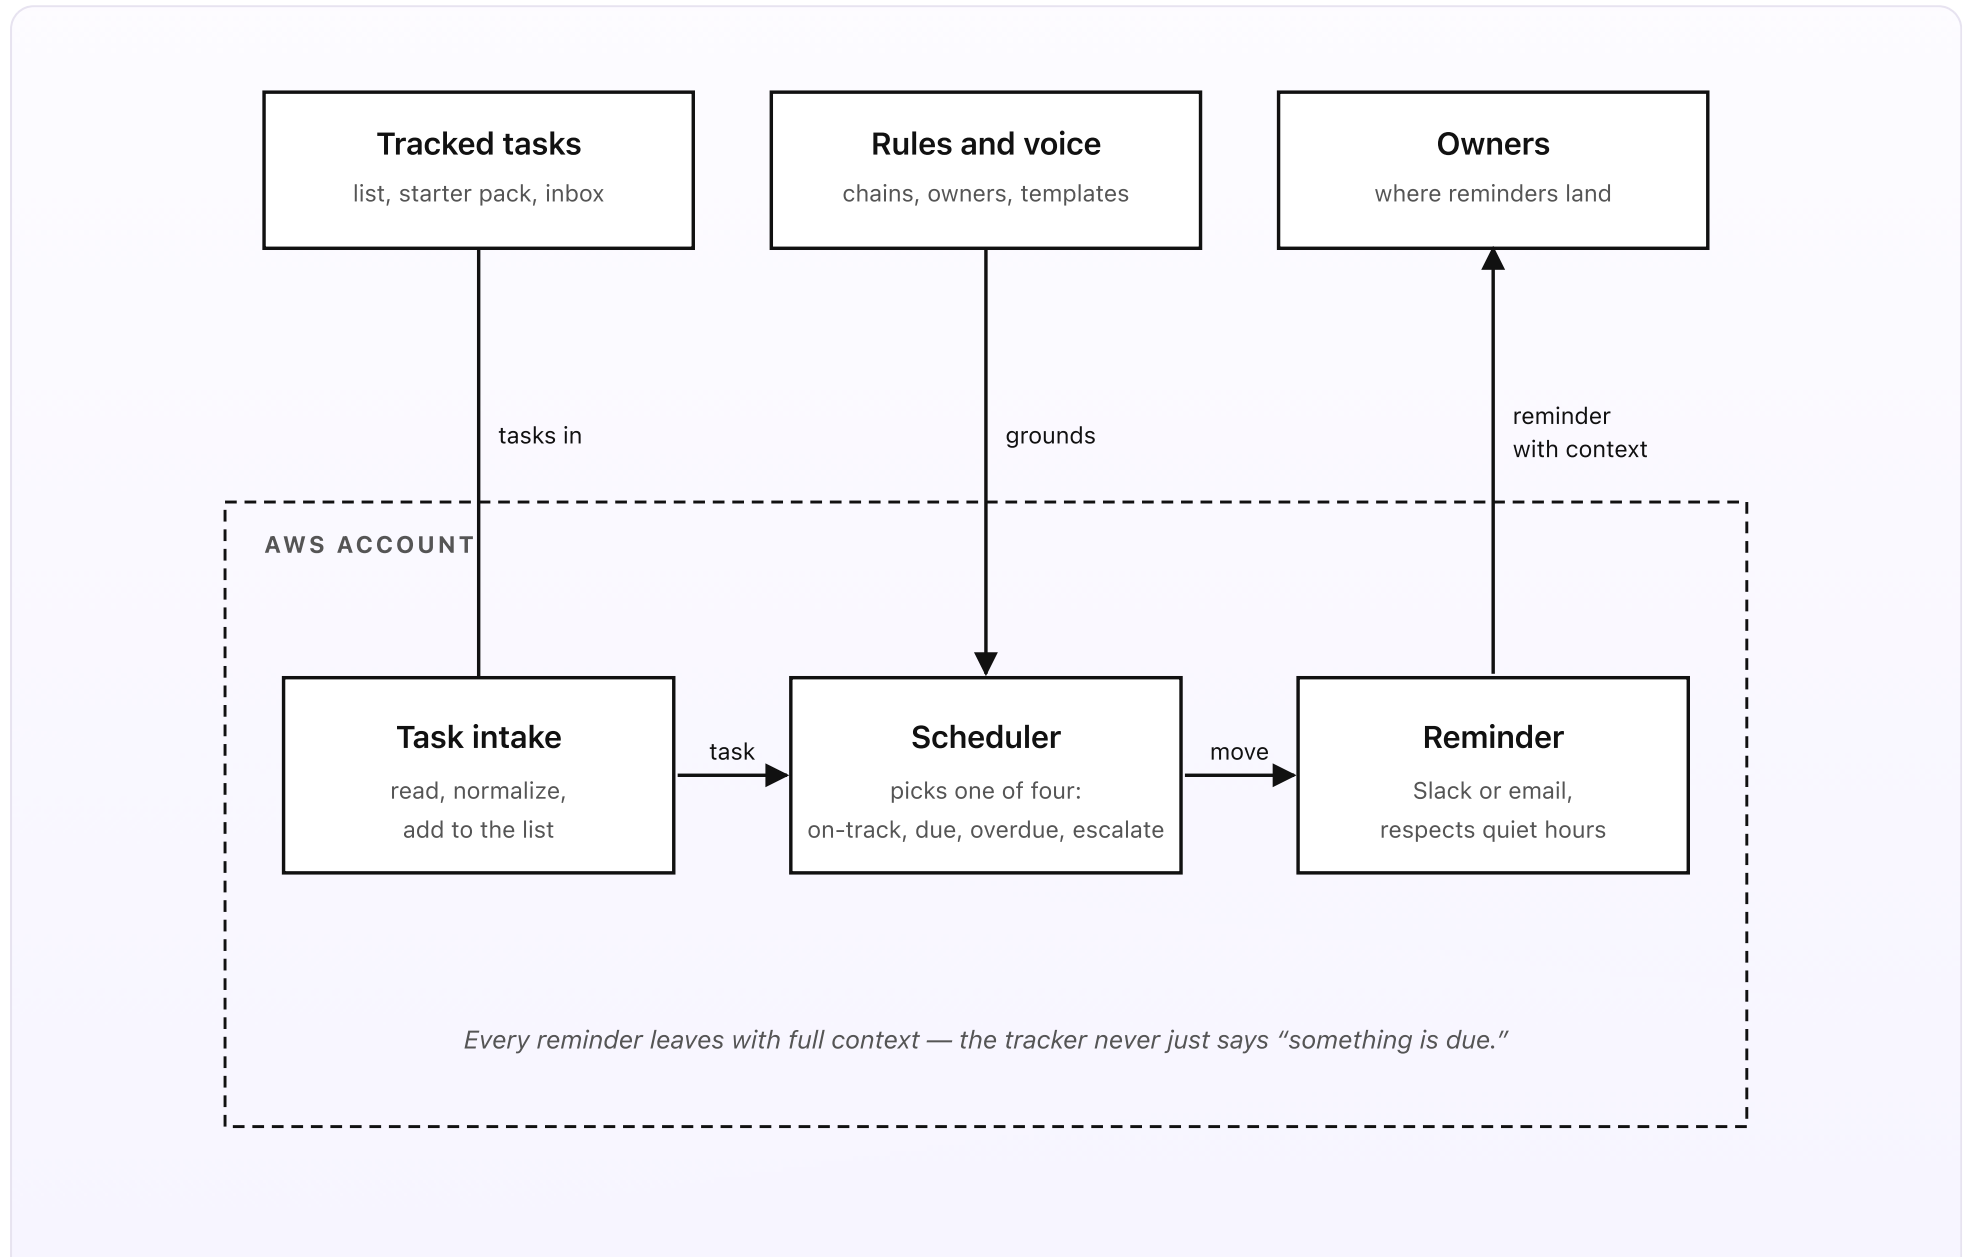 Tracked tasks
list, starter pack, inbox
Rules and voice
chains, owners, templates
Owners
where reminders land
tasks in
grounds
reminder
with context
AWS ACCOUNT
Task intake
read, normalize,
add to the list
task
Scheduler
picks one of four:
on-track, due, overdue, escalate
move
Reminder
Slack or email,
respects quiet hours
Every reminder leaves with full context — the tracker never just says “something is due.”